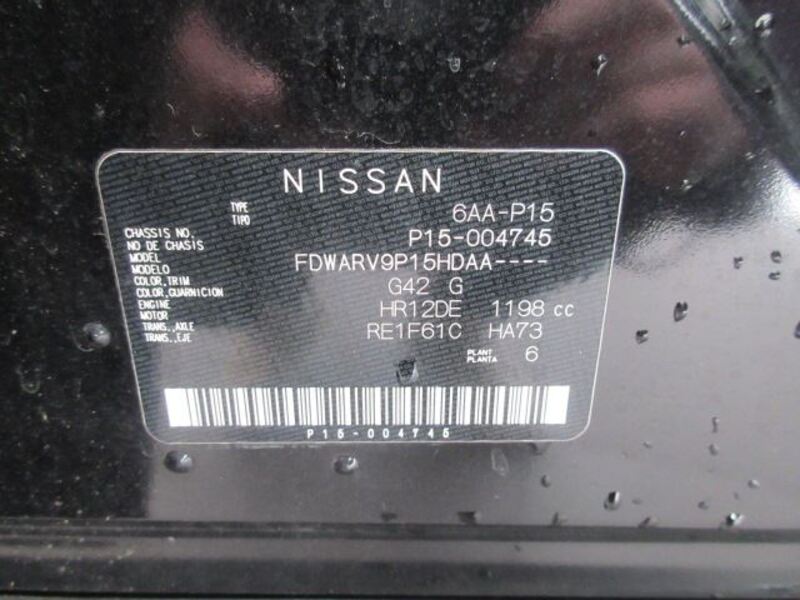 NISSAN
TYPE 6AA-P15
TIPO
CHASSIS NO. P15-004745
NO DE CHASIS
MODEL FDWARV9P15HDAA----
MODELO
COLOR,TRIM G42 G
COLOR,GUARNICION
ENGINE HR12DE 1198 cc
MOTOR
TRANS.,AXLE RE1F61C HA73
TRANS.,EJE
PLANT 6
PLANTA
P15-004745